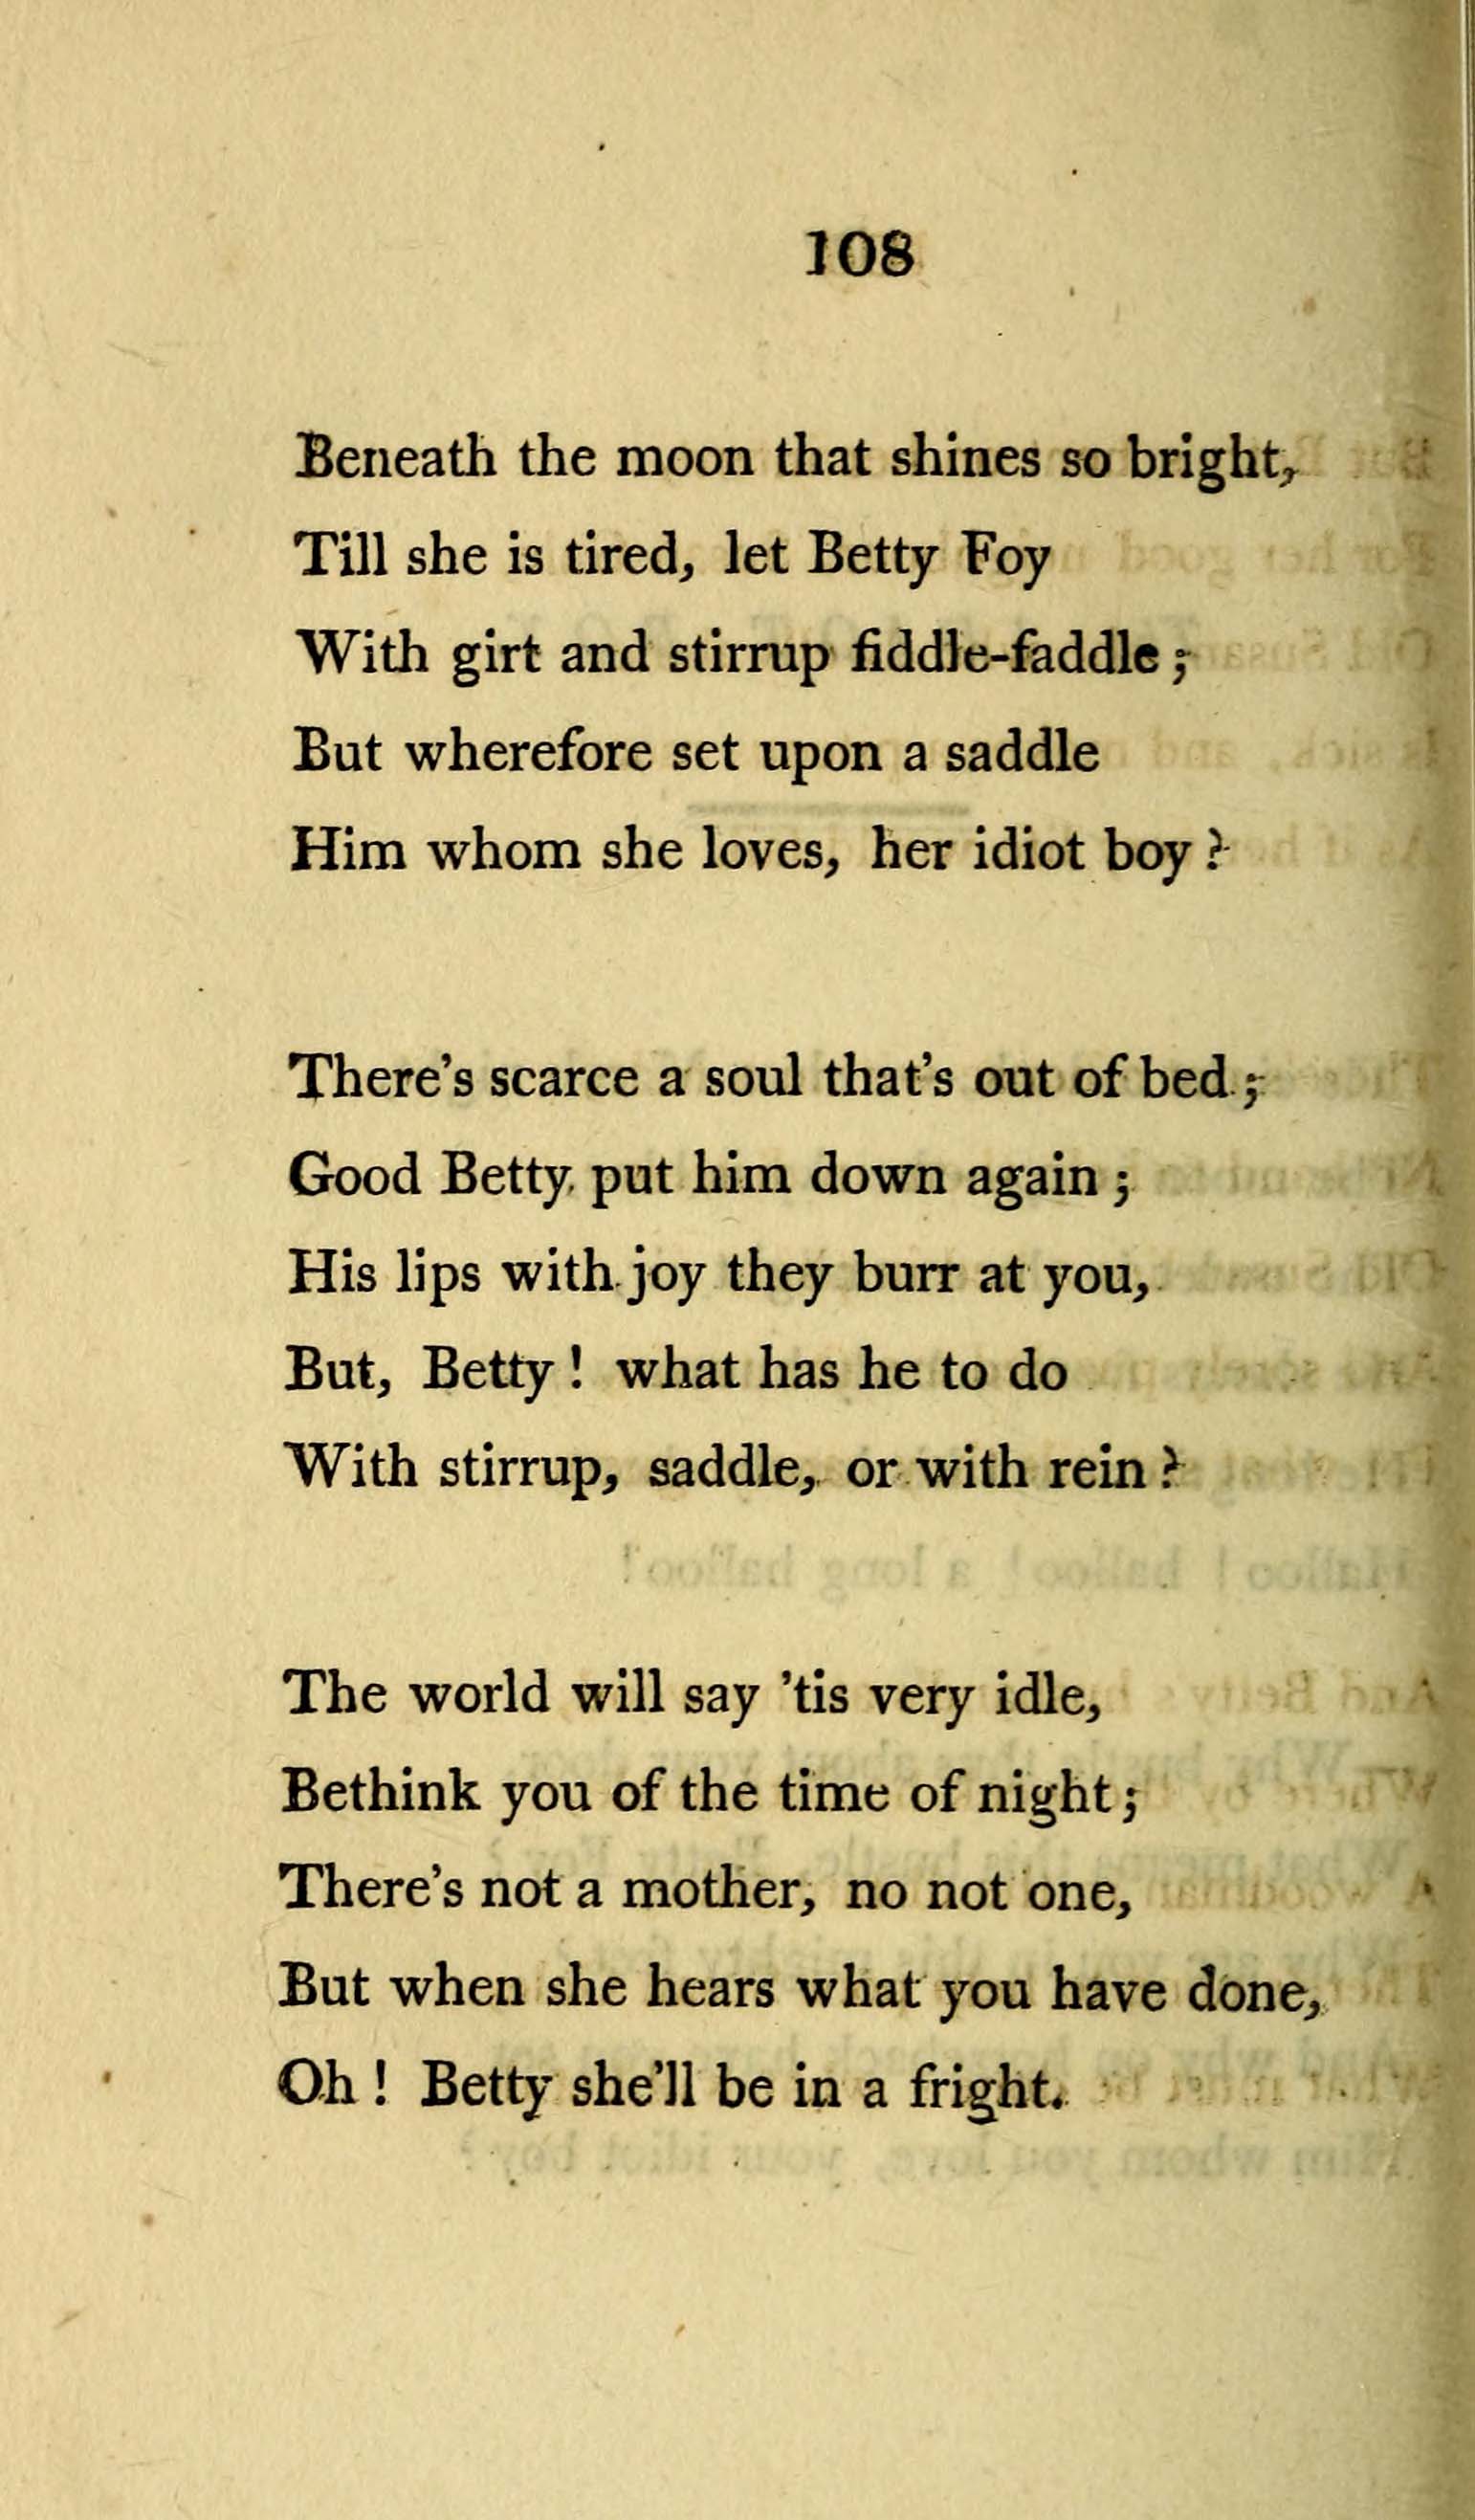 108
Beneath the moon that shines so bright,
Till she is tired, let Betty Foy
With girt and stirrup fiddle-faddle;
But wherefore set upon a saddle
Him whom she loves, her idiot boy?
There's scarce a soul that's out of bed;
Good Betty put him down again;
His lips with joy they burr at you,
But, Betty! what has he to do
With stirrup, saddle, or with rein?
The world will say 'tis very idle,
Bethink you of the time of night;
There's not a mother, no not one,
But when she hears what you have done,
Oh! Betty she'll be in a fright.